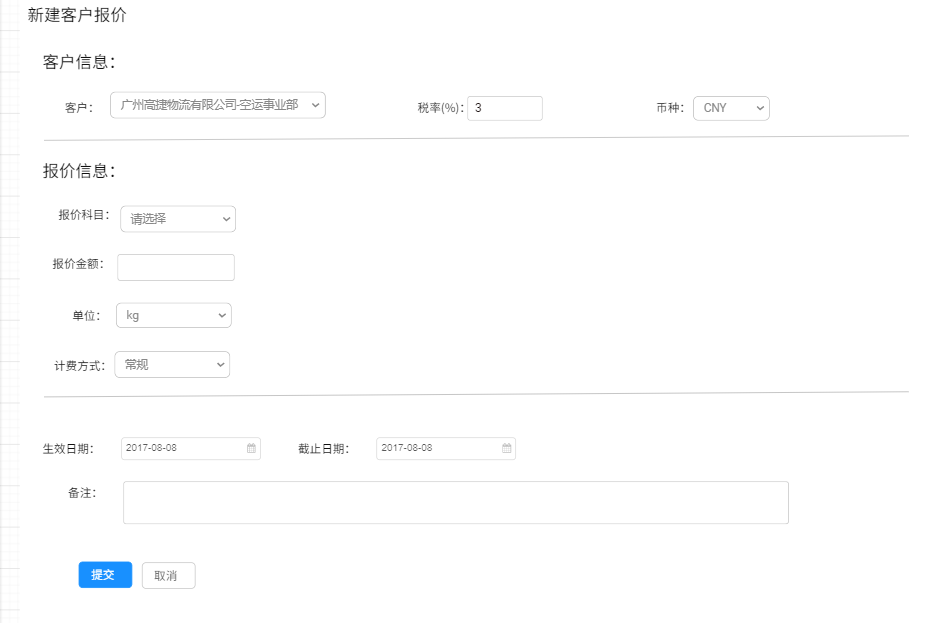 新建客户报价
客户信息：
客户： 广州高捷物流有限公司-空运事业部 税率(%)： 3 币种： CNY
报价信息：
报价科目： 请选择
报价金额：
单位： kg
计费方式： 常规
生效日期： 2017-08-08 截止日期： 2017-08-08
备注：
提交 取消